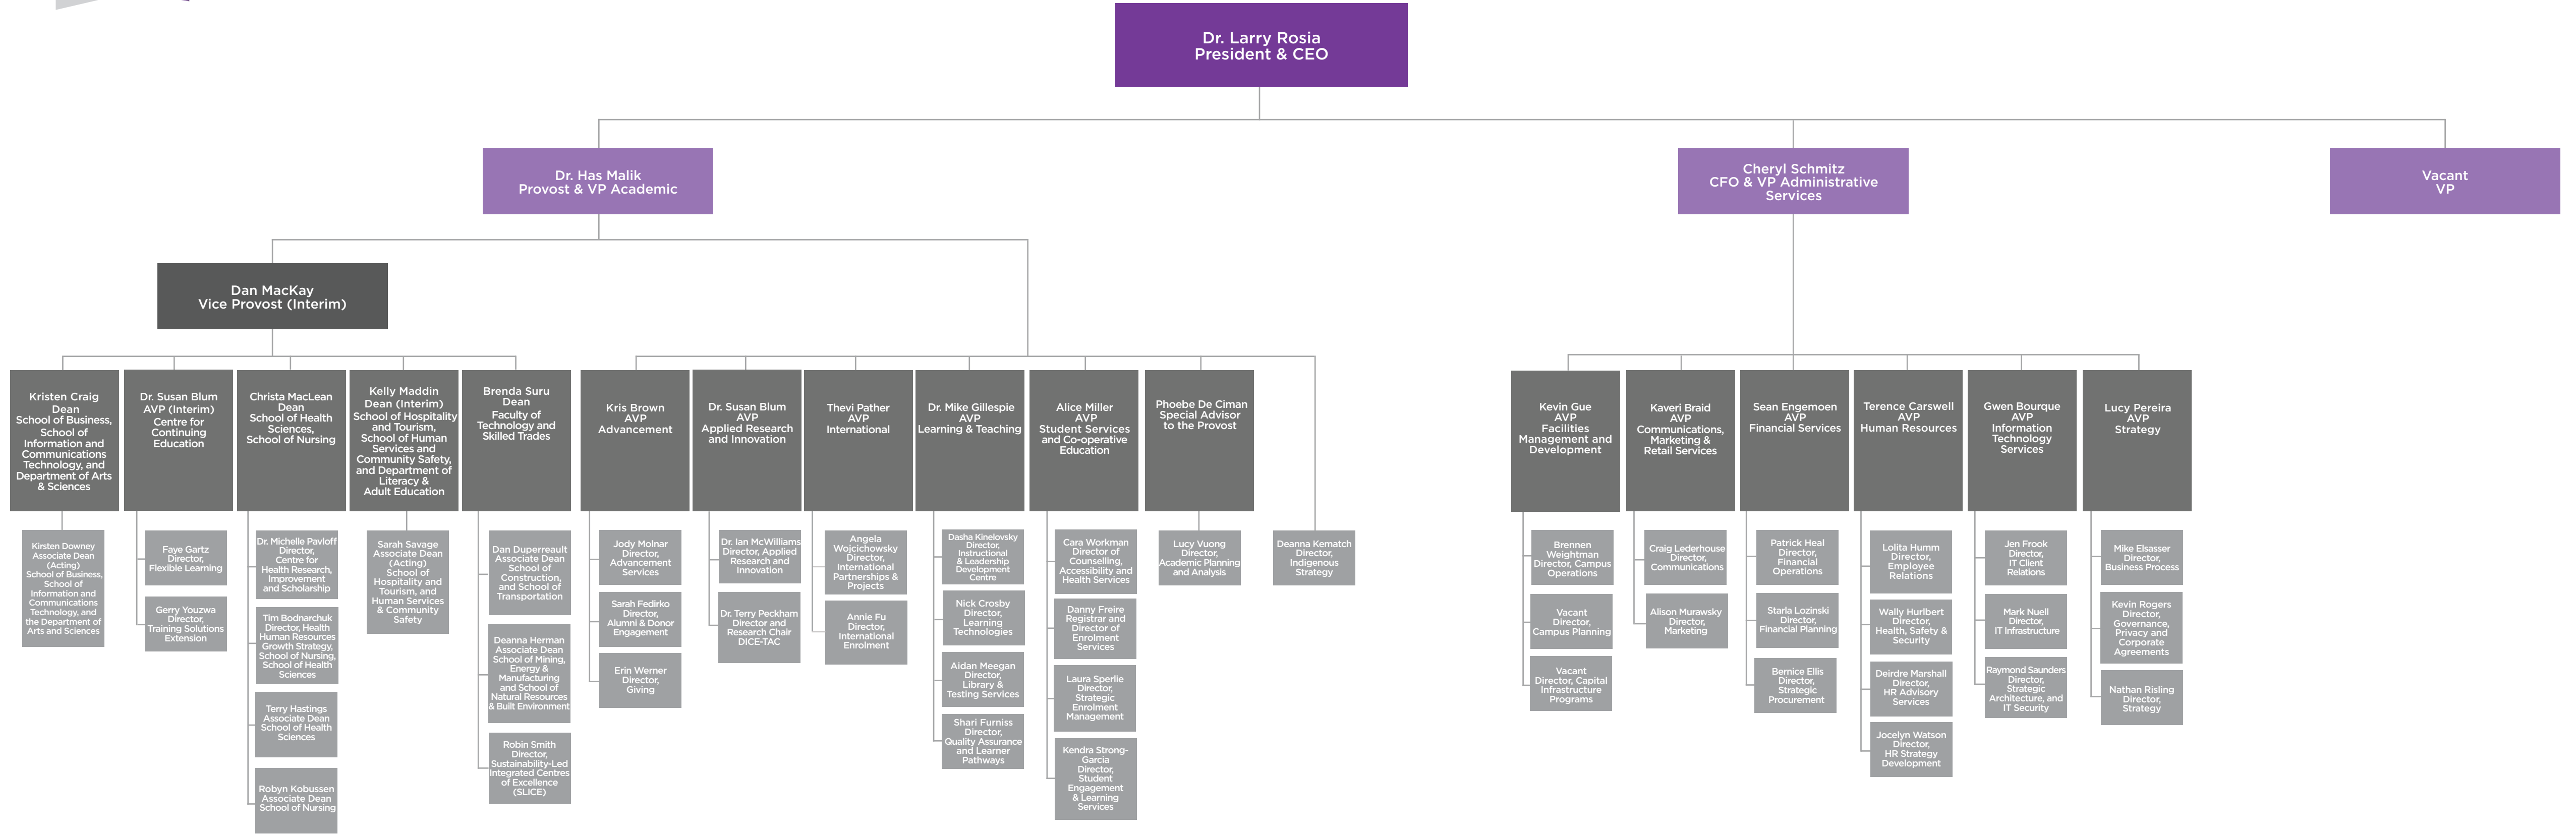 Dr. Larry Rosia
President & CEO
Dr. Has Malik
Provost & VP Academic
Cheryl Schmitz
CFO & VP Administrative
Services
Vacant
VP
Dan MacKay
Vice Provost (Interim)
Kristen Craig
Dean
School of Business,
School of
Information and
Communications
Technology, and
Department of Arts
& Sciences
Dr. Susan Blum
AVP (Interim)
Centre for
Continuing
Education
Christa MacLean
Dean
School of Health
Sciences,
School of Nursing
Kelly Maddin
Dean (Interim)
School of Hospitality
and Tourism,
School of Human
Services and
Community Safety,
and Department of
Literacy &
Adult Education
Brenda Suru
Dean
Faculty of
Technology and
Skilled Trades
Kris Brown
AVP
Advancement
Dr. Susan Blum
AVP
Applied Research
and Innovation
Thevi Pather
AVP
International
Dr. Mike Gillespie
AVP
Learning & Teaching
Alice Miller
AVP
Student Services
and Co-operative
Education
Phoebe De Ciman
Special Advisor
to the Provost
Kevin Gue
AVP
Facilities
Management and
Development
Kaveri Braid
AVP
Communications,
Marketing &
Retail Services
Sean Engemoen
AVP
Financial Services
Terence Carswell
AVP
Human Resources
Gwen Bourque
AVP
Information
Technology
Services
Lucy Pereira
AVP
Strategy
Kirsten Downey
Associate Dean
(Acting)
School of Business,
School of
Information and
Communications
Technology, and
the Department of
Arts and Sciences
Faye Gartz
Director,
Flexible Learning
Gerry Youzwa
Director,
Training Solutions
Extension
Dr. Michelle Pavloff
Director,
Centre for
Health Research,
Improvement
and Scholarship
Tim Bodnarchuk
Director, Health
Human Resources
Growth Strategy,
School of Nursing,
School of Health
Sciences
Terry Hastings
Associate Dean
School of Health
Sciences
Robyn Kobussen
Associate Dean
School of Nursing
Sarah Savage
Associate Dean
(Acting)
School of
Hospitality and
Tourism, and
Human Services
& Community
Safety
Dan Duperreault
Associate Dean
School of
Construction,
and School of
Transportation
Deanna Herman
Associate Dean
School of Mining,
Energy &
Manufacturing
and School of
Natural Resources
& Built Environment
Robin Smith
Director,
Sustainability-Led
Integrated Centres
of Excellence
(SLICE)
Jody Molnar
Director,
Advancement
Services
Sarah Fedirko
Director,
Alumni & Donor
Engagement
Erin Werner
Director,
Giving
Dr. Ian McWilliams
Director, Applied
Research and
Innovation
Dr. Terry Peckham
Director and
Research Chair
DICE-TAC
Angela
Wojcichowsky
Director,
International
Partnerships &
Projects
Annie Fu
Director,
International
Enrolment
Dasha Kinelovsky
Director,
Instructional
& Leadership
Development
Centre
Nick Crosby
Director,
Learning
Technologies
Aidan Meegan
Director,
Library &
Testing Services
Shari Furniss
Director,
Quality Assurance
and Learner
Pathways
Cara Workman
Director of
Counselling,
Accessibility and
Health Services
Danny Freire
Registrar and
Director of
Enrolment
Services
Laura Sperlie
Director,
Strategic
Enrolment
Management
Kendra Strong-
Garcia
Director,
Student
Engagement
& Learning
Services
Lucy Vuong
Director,
Academic Planning
and Analysis
Deanna Kematch
Director,
Indigenous
Strategy
Brennen
Weightman
Director, Campus
Operations
Vacant
Director,
Campus Planning
Vacant
Director, Capital
Infrastructure
Programs
Craig Lederhouse
Director,
Communications
Alison Murawsky
Director,
Marketing
Patrick Heal
Director,
Financial
Operations
Starla Lozinski
Director,
Financial Planning
Bernice Ellis
Director,
Strategic
Procurement
Lolita Humm
Director,
Employee
Relations
Wally Hurlbert
Director,
Health, Safety &
Security
Deirdre Marshall
Director,
HR Advisory
Services
Jocelyn Watson
Director,
HR Strategy
Development
Jen Frook
Director,
IT Client
Relations
Mark Nuell
Director,
IT Infrastructure
Raymond Saunders
Director,
Strategic
Architecture, and
IT Security
Mike Elsasser
Director,
Business Process
Kevin Rogers
Director,
Governance,
Privacy and
Corporate
Agreements
Nathan Risling
Director,
Strategy